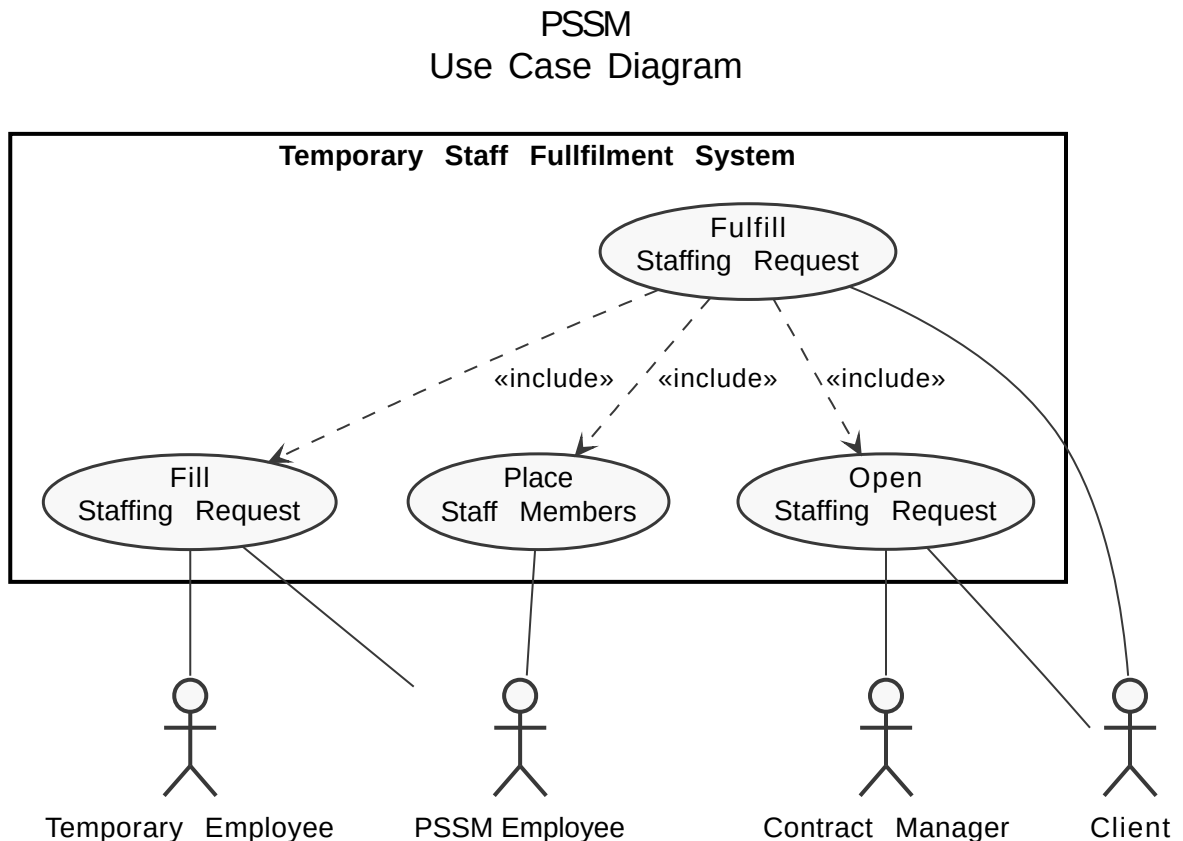 PSSM
Use Case Diagram
Temporary Staff Fullfilment System
Fulfill
Staffing Request
«include» «include» «include»
Fill
Staffing Request
Place
Staff Members
Open
Staffing Request
Temporary Employee
PSSM Employee
Contract Manager
Client